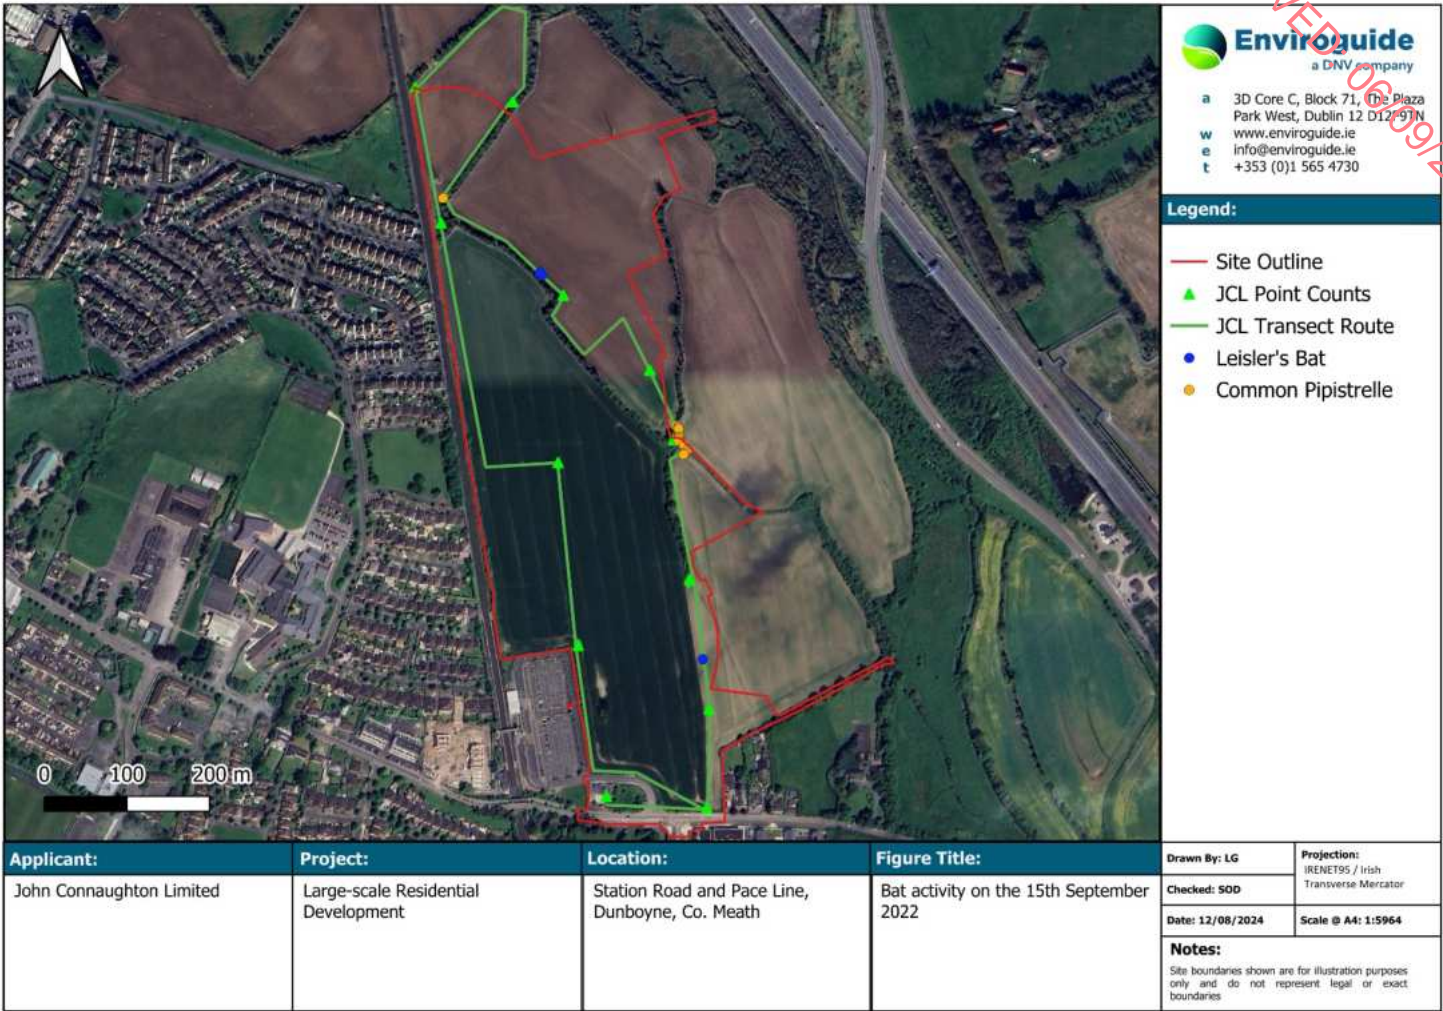 0 100 200 m
Enviroguide
a DNV company
a 3D Core C, Block 71, The Plaza
Park West, Dublin 12 D12F9TN
w www.enviroguide.ie
e info@enviroguide.ie
t +353 (0)1 565 4730
Legend:
Site Outline
JCL Point Counts
JCL Transect Route
Leisler's Bat
Common Pipistrelle
Applicant:
John Connaughton Limited
Project:
Large-scale Residential
Development
Location:
Station Road and Pace Line,
Dunboyne, Co. Meath
Figure Title:
Bat activity on the 15th September
2022
Drawn By: LG
Checked: SOD
Date: 12/08/2024
Projection:
IRENET95 / Irish
Transverse Mercator
Scale @ A4: 1:5964
Notes:
Site boundaries shown are for illustration purposes
only and do not represent legal or exact
boundaries